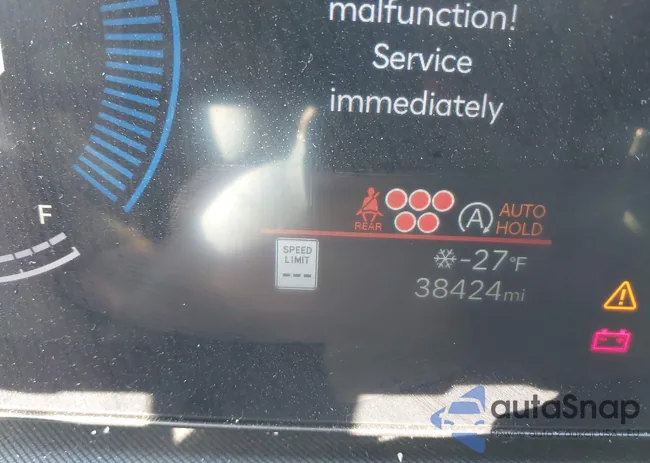 malfunction!
Service
immediately
F
REAR
A
AUTO
HOLD
SPEED
LIMIT
---
-27°F
38424mi
autaSnap